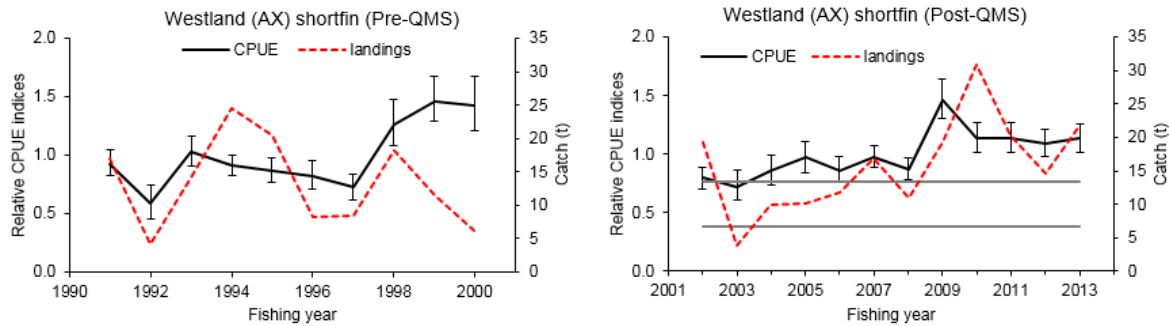 Westland (AX) shortfin (Pre-QMS)
CPUE landings
Relative CPUE indices
2.0
1.5
1.0
0.5
0.0
35
30
25
20
15
10
5
0
Catch (t)
1990 1992 1994 1996 1998 2000
Fishing year
Westland (AX) shortfin (Post-QMS)
CPUE landings
Relative CPUE indices
2.0
1.5
1.0
0.5
0.0
35
30
25
20
15
10
5
0
Catch (t)
2001 2003 2005 2007 2009 2011 2013
Fishing year